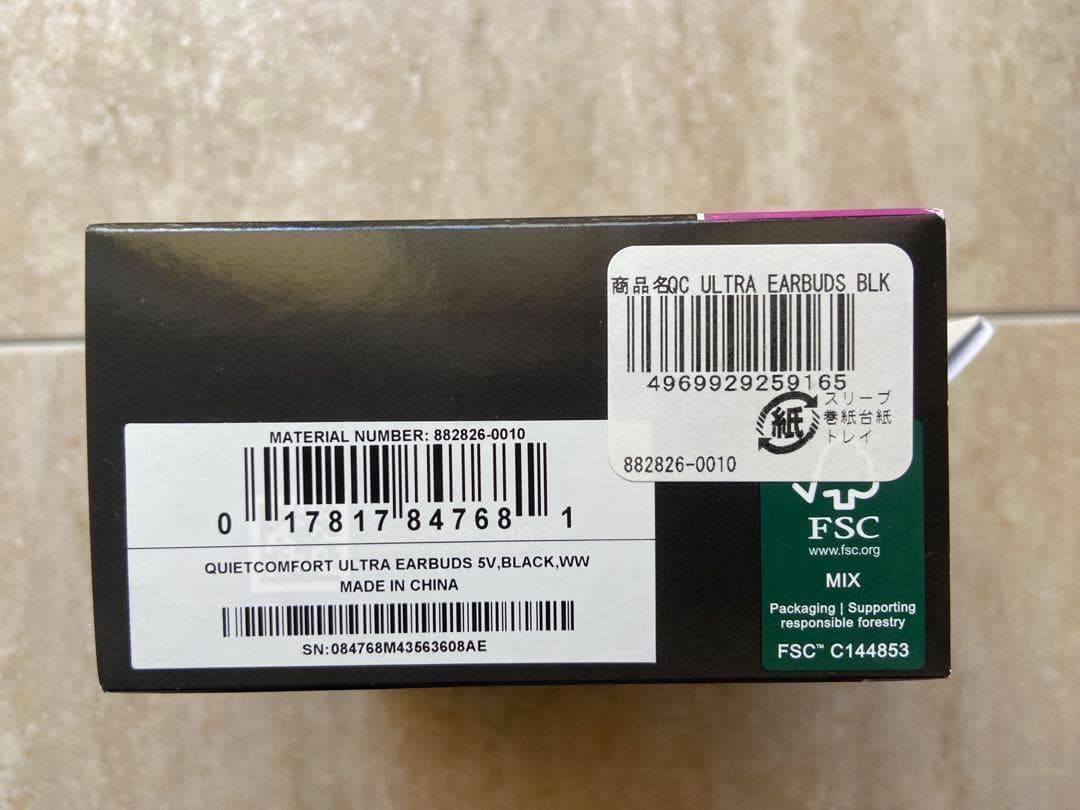 商品名QC ULTRA EARBUDS BLK
4969929259165
紙
スリーブ
巻紙台紙
トレイ
882826-0010
MATERIAL NUMBER: 882826-0010
0 17817 84768 1
QUIETCOMFORT ULTRA EARBUDS 5V,BLACK,WW
MADE IN CHINA
SN:084768M43563608AE
FSC
www.fsc.org
MIX
Packaging | Supporting
responsible forestry
FSC™ C144853